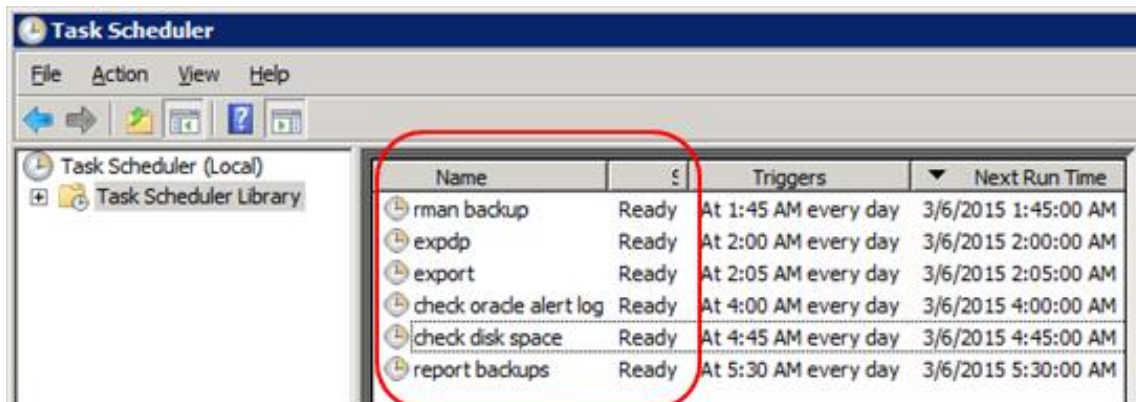 Task Scheduler
File Action View Help
Task Scheduler (Local)
Task Scheduler Library
Name S Triggers Next Run Time
rman backup Ready At 1:45 AM every day 3/6/2015 1:45:00 AM
expdp Ready At 2:00 AM every day 3/6/2015 2:00:00 AM
export Ready At 2:05 AM every day 3/6/2015 2:05:00 AM
check oracle alert log Ready At 4:00 AM every day 3/6/2015 4:00:00 AM
check disk space Ready At 4:45 AM every day 3/6/2015 4:45:00 AM
report backups Ready At 5:30 AM every day 3/6/2015 5:30:00 AM